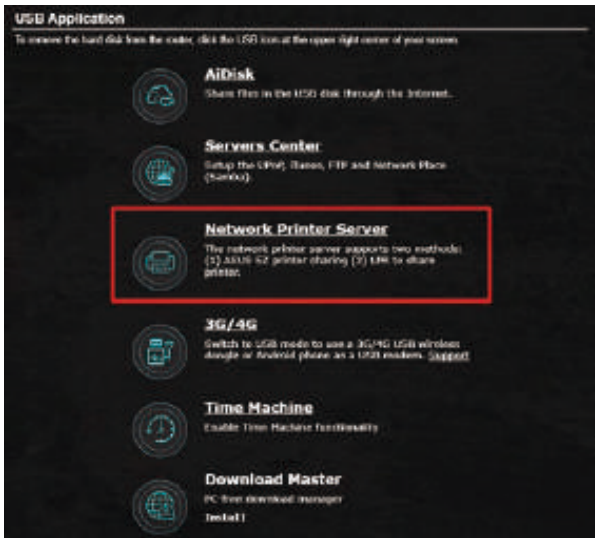 USB Application
To remove the hard disk from the router, click the USB icon at the upper right corner of your screen.
AiDisk
Share files in the USB disk through the Internet.
Servers Center
Setup the UPnP, iTunes, FTP and Network Place
(Samba).
Network Printer Server
The network printer server supports two methods:
(1) ASUS EZ printer sharing (2) LPR to share
printer.
3G/4G
Switch to USB mode to use a 3G/4G USB wireless
dongle or Android phone as a USB modem. Support
Time Machine
Enable Time Machine functionality
Download Master
PC-free download manager
Install!